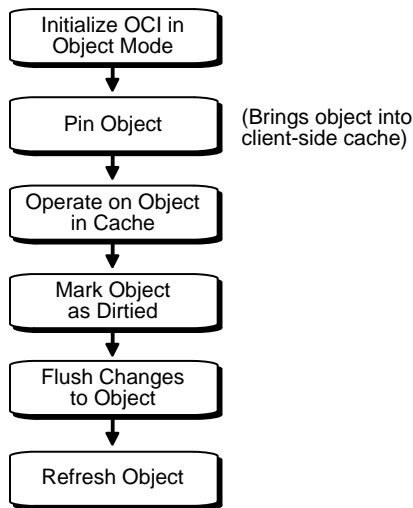 Initialize OCI in
Object Mode
Pin Object
(Brings object into
client-side cache)
Operate on Object
in Cache
Mark Object
as Dirtied
Flush Changes
to Object
Refresh Object